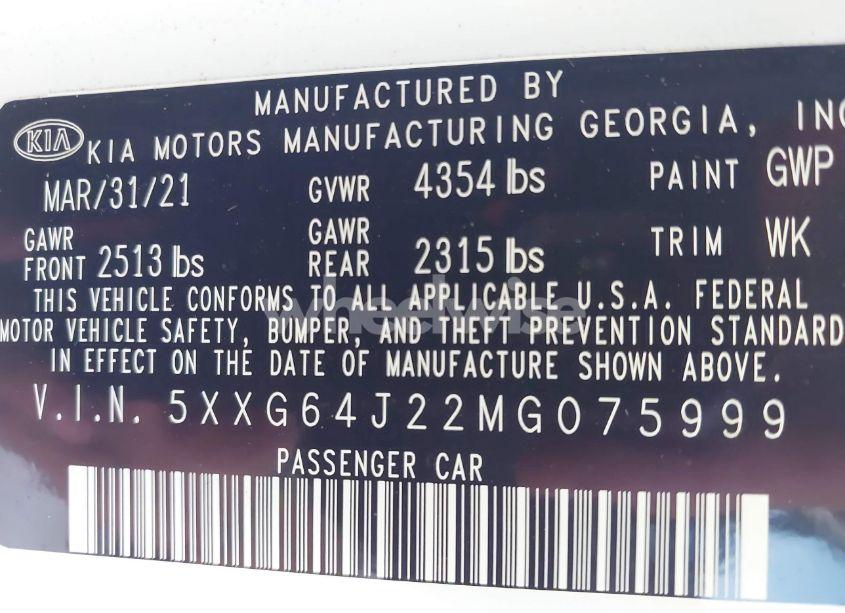 MANUFACTURED BY
KIA KIA MOTORS MANUFACTURING GEORGIA, INC
MAR/31/21 GVWR 4354 lbs PAINT GWP
GAWR FRONT 2513 lbs GAWR REAR 2315 lbs TRIM WK
THIS VEHICLE CONFORMS TO ALL APPLICABLE U.S.A. FEDERAL
MOTOR VEHICLE SAFETY, BUMPER, AND THEFT PREVENTION STANDARD
IN EFFECT ON THE DATE OF MANUFACTURE SHOWN ABOVE.
wheelwise
V.I.N. 5XXG64J22MG075999
PASSENGER CAR